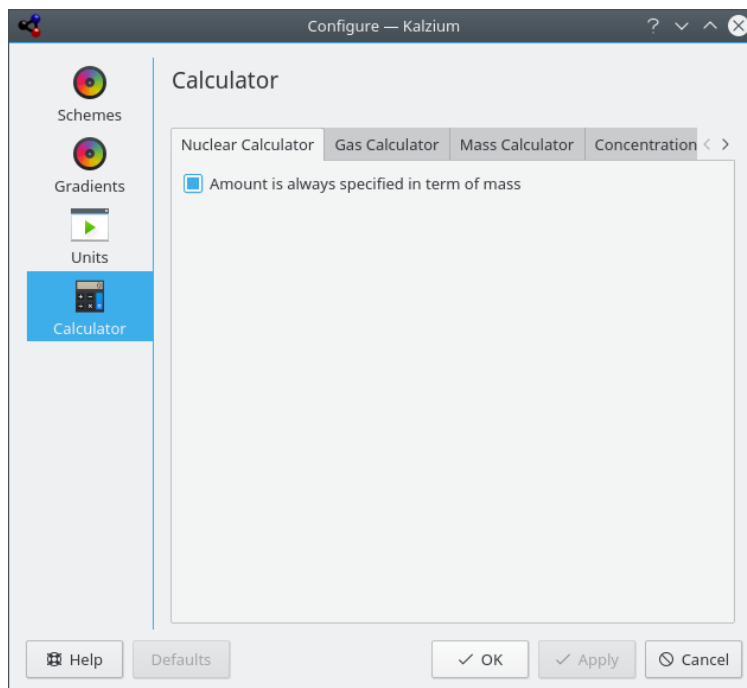 Configure — Kalzium
Schemes
Gradients
Units
Calculator
Calculator
Nuclear Calculator Gas Calculator Mass Calculator Concentration
Amount is always specified in term of mass
Help Defaults OK Apply Cancel